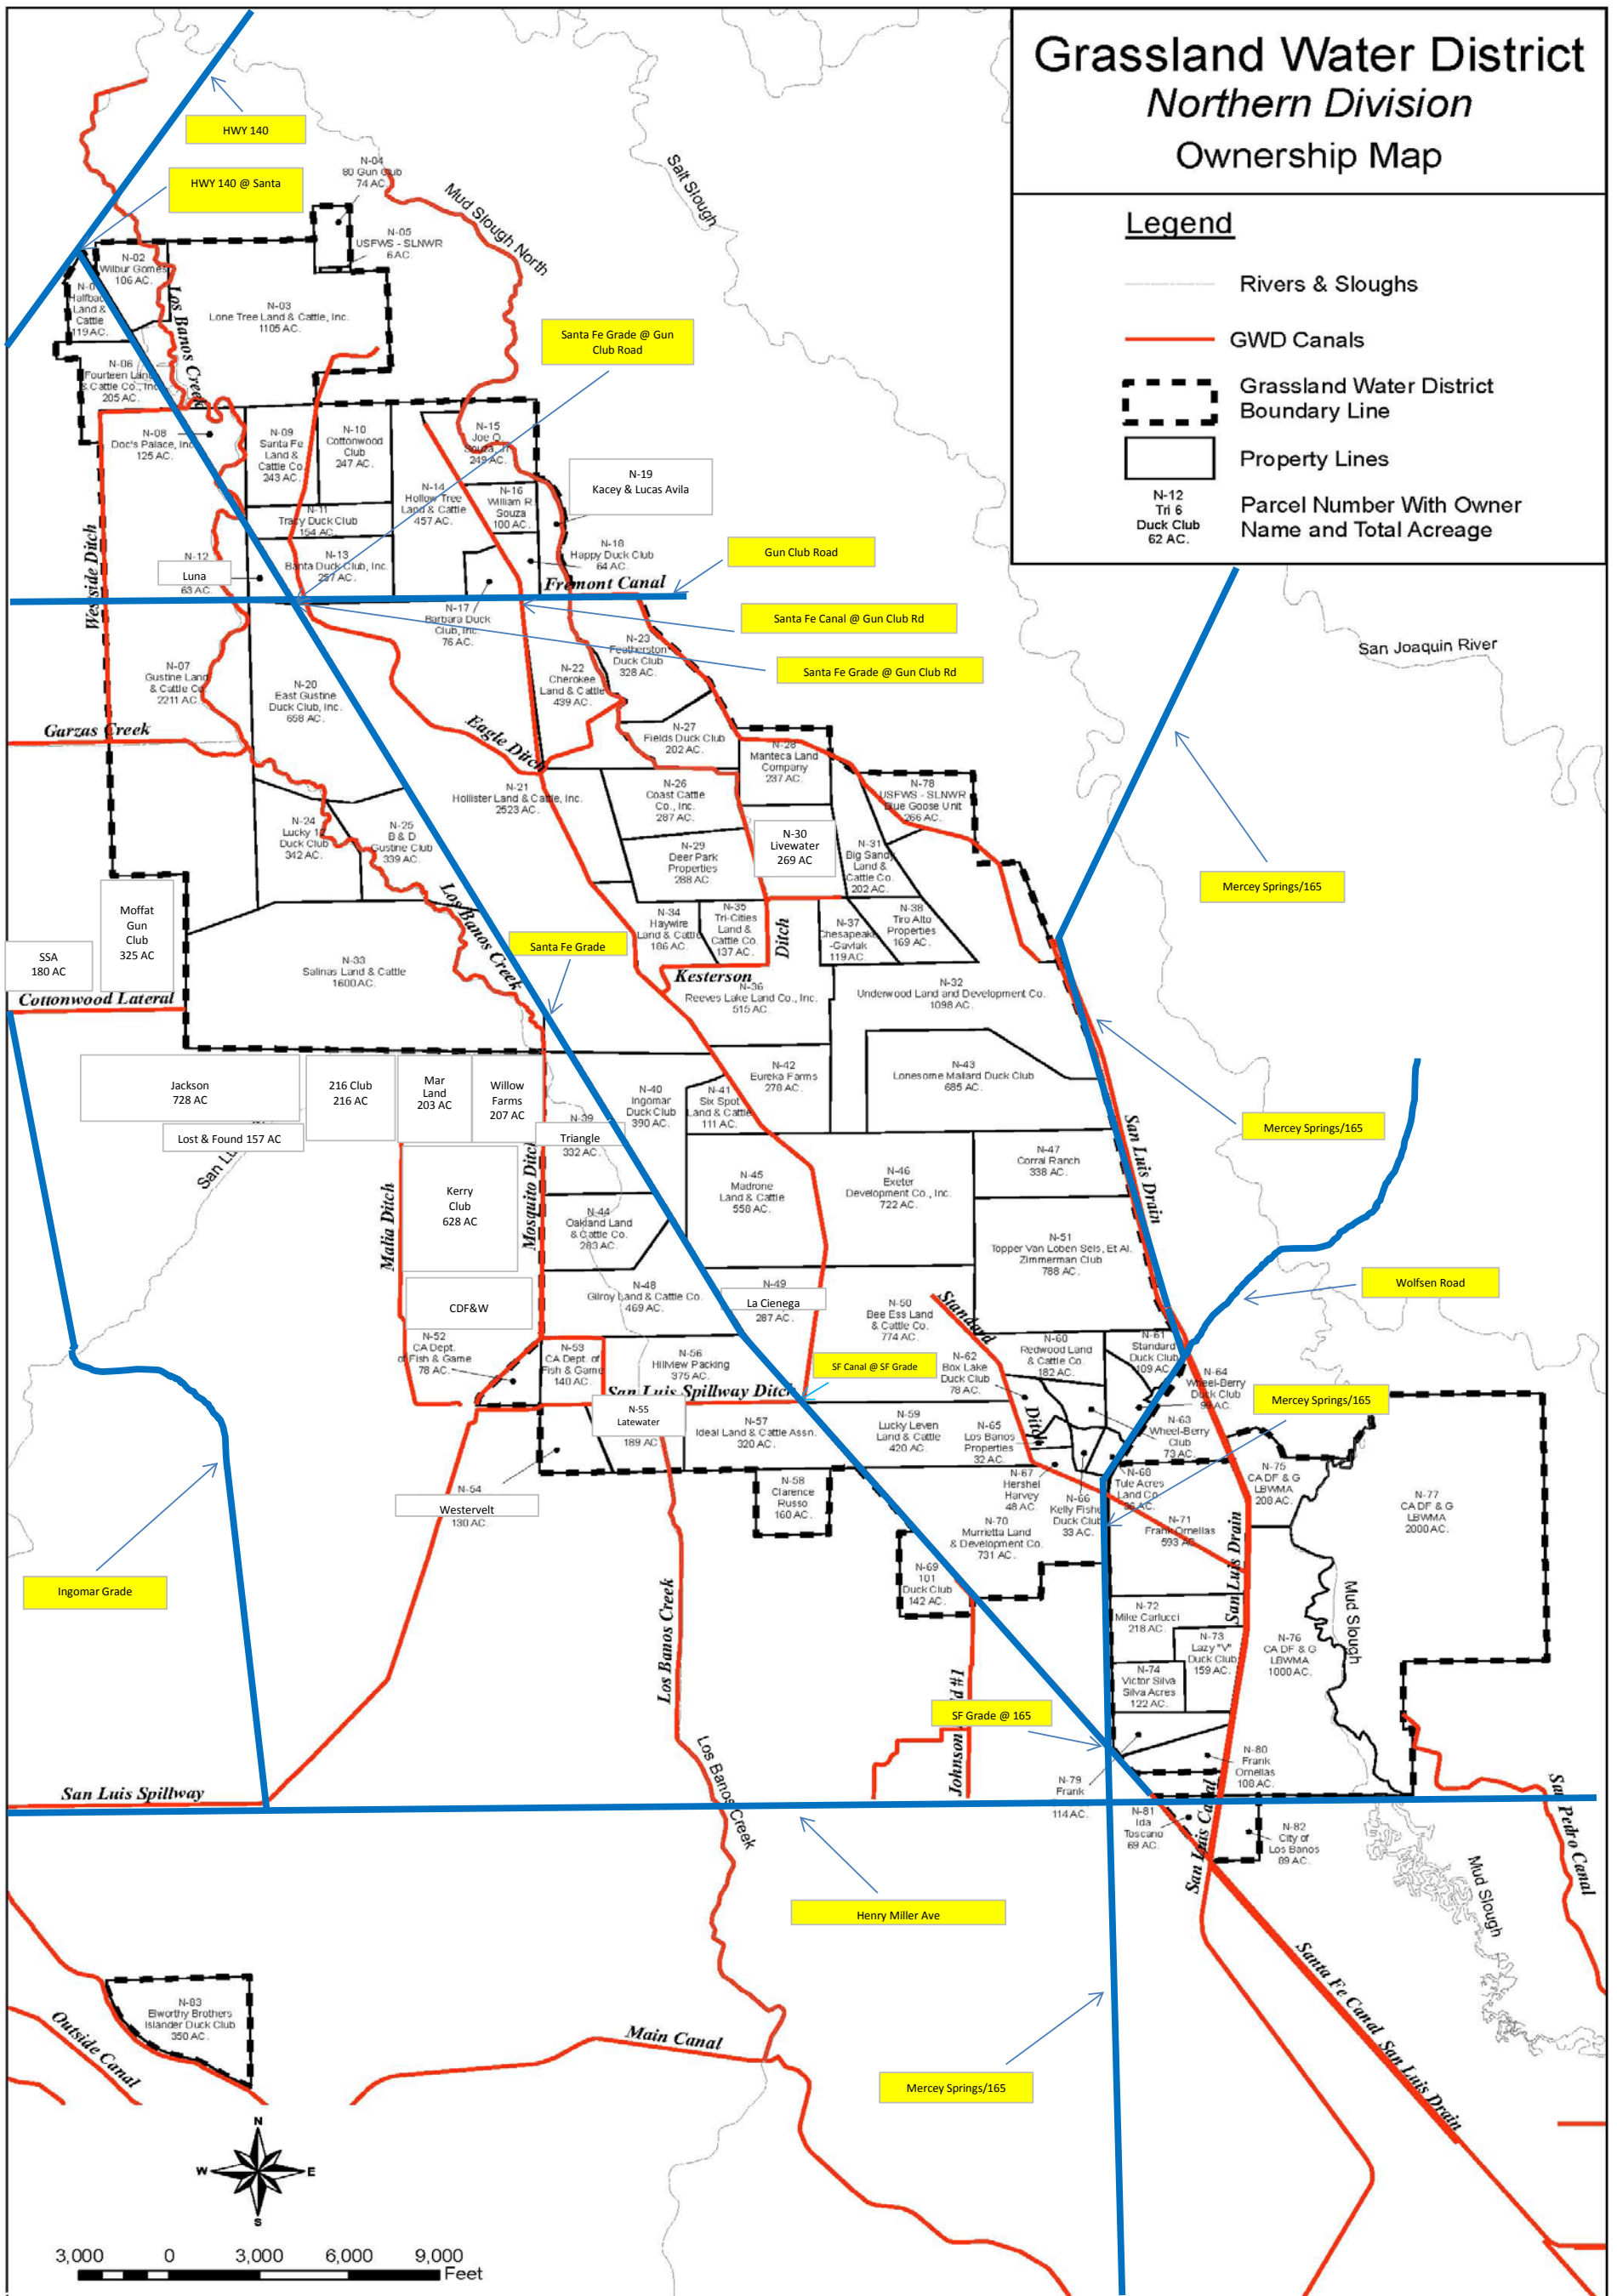 Grassland Water District
Northern Division
Ownership Map
Legend
Rivers & Sloughs
GWD Canals
Grassland Water District
Boundary Line
Property Lines
N-12
Tri 6
Duck Club
62 AC.
Parcel Number With Owner
Name and Total Acreage
HWY 140
HWY 140 @ Santa
N-04
80 Gun Club
74 AC.
Mud Slough North
Salt Slough
N-05
USFWS - SLNWR
6 AC.
N-02
Wilbur Gomes
106 AC.
Land &
Cattle
119 AC.
Los Banos Creek
N-03
Lone Tree Land & Cattle, Inc.
1105 AC.
Santa Fe Grade @ Gun
Club Road
N-06
Fourteen Land
& Cattle Co., Inc.
205 AC.
N-08
Doc's Palace, Inc.
125 AC.
N-09
Santa Fe
Land &
Cattle Co.
243 AC.
N-10
Cottonwood
Club
247 AC.
N-15
Joe O.
249 AC.
N-14
Hollow Tree
Land & Cattle
457 AC.
N-16
William R
Souza
100 AC.
N-19
Kacey & Lucas Avila
N-11
Tracy Duck Club
154 AC.
N-13
Banta Duck Club, Inc.
257 AC.
N-18
Happy Duck Club
64 AC.
Gun Club Road
Westside Ditch
N-12
Luna
63 AC.
Fremont Canal
N-17
Barbara Duck
Club, Inc.
76 AC.
Santa Fe Canal @ Gun Club Rd
Santa Fe Grade @ Gun Club Rd
San Joaquin River
N-23
Featherston
Duck Club
328 AC.
N-22
Cherokee
Land & Cattle
439 AC.
N-07
Gustine Land
& Cattle Co.
2211 AC.
N-20
East Gustine
Duck Club, Inc.
658 AC.
Garzas Creek
Eagle Ditch
N-27
Fields Duck Club
202 AC.
N-28
Manteca Land
Company
237 AC.
N-21
Hollister Land & Cattle, Inc.
2523 AC.
N-26
Coast Cattle
Co., Inc.
287 AC.
N-78
USFWS - SLNWR
Blue Goose Unit
266 AC.
N-24
Lucky 12
Duck Club
342 AC.
N-25
B & D
Gustine Club
339 AC.
N-29
Deer Park
Properties
288 AC.
N-30
Livewater
269 AC
N-31
Big Sandy
Land &
Cattle Co.
202 AC.
Mercey Springs/165
Moffat
Gun
Club
325 AC
SSA
180 AC
Cottonwood Lateral
Los Banos Creek
Santa Fe Grade
N-33
Salinas Land & Cattle
1600 AC.
N-34
Haywire
Land & Cattle
186 AC.
N-35
Tri-Cities
Land &
Cattle Co.
137 AC.
Ditch
N-37
Chesapeake
-Gavlak
119 AC.
N-38
Tiro Alto
Properties
169 AC.
Kesterson
N-36
Reeves Lake Land Co., Inc.
515 AC.
N-32
Underwood Land and Development Co.
1098 AC.
Jackson
728 AC
216 Club
216 AC
Mar
Land
203 AC
Willow
Farms
207 AC
Lost & Found 157 AC
San Lu
N-39
Triangle
332 AC.
N-40
Ingomar
Duck Club
390 AC.
N-41
Six Spot
Land & Cattle
111 AC.
N-42
Eureka Farms
278 AC.
N-43
Lonesome Mallard Duck Club
685 AC.
Mercey Springs/165
San Luis Drain
Malia Ditch
Kerry
Club
628 AC
Mosquito Ditch
N-45
Madrone
Land & Cattle
558 AC.
N-46
Exeter
Development Co., Inc.
722 AC.
N-47
Corral Ranch
338 AC.
N-44
Oakland Land
& Cattle Co.
263 AC.
N-51
Topper Van Loben Sels, Et Al.
Zimmerman Club
788 AC.
Wolfsen Road
CDF&W
N-48
Gilroy Land & Cattle Co.
469 AC.
N-49
La Cienega
287 AC.
N-50
Bee Ess Land
& Cattle Co.
774 AC.
Standard
Ditch
N-52
CA Dept.
of Fish & Game
78 AC.
N-53
CA Dept. of
Fish & Game
140 AC.
N-56
Hillview Packing
375 AC.
SF Canal @ SF Grade
N-62
Box Lake
Duck Club
78 AC.
N-60
Redwood Land
& Cattle Co.
182 AC.
N-61
Standard
Duck Club
109 AC.
N-64
Wheel-Berry
Duck Club
99 AC.
Mercey Springs/165
San Luis Spillway Ditch
N-55
Latewater
189 AC.
N-57
Ideal Land & Cattle Assn.
320 AC.
N-59
Lucky Leven
Land & Cattle
420 AC.
N-65
Los Banos
Properties
32 AC.
N-63
Wheel-Berry
Club
73 AC.
N-54
Westervelt
130 AC.
N-58
Clarence
Russo
160 AC.
N-67
Hershel
Harvey
48 AC.
N-66
Kelly Fisher
Duck Club
33 AC.
N-68
Tule Acres
Land Co.
N-75
CA DF & G
LBWMA
208 AC.
N-77
CA DF & G
LBWMA
2000 AC.
N-70
Murrietta Land
& Development Co.
731 AC.
N-71
Frank Ornellas
593 AC.
N-69
101
Duck Club
142 AC.
Ingomar Grade
Los Banos Creek
San Luis Drain
Mud Slough
N-72
Mike Carlucci
218 AC.
N-73
Lazy "V"
Duck Club
159 AC.
N-76
CA DF & G
LBWMA
1000 AC.
N-74
Victor Silva
Silva Acres
122 AC.
SF Grade @ 165
Johnson
d #1
N-80
Frank
Ornellas
108 AC.
N-79
Frank
114 AC.
San Luis Spillway
Los Banos Creek
San Luis Canal
N-81
Ida
Toscano
69 AC.
N-82
City of
Los Banos
89 AC.
San Pedro Canal
Mud Slough
Henry Miller Ave
Santa Fe Canal
San Luis Drain
N-83
Elworthy Brothers
Islander Duck Club
350 AC.
Outside Canal
Main Canal
Mercey Springs/165
N
W
E
S
3,000 0 3,000 6,000 9,000
Feet